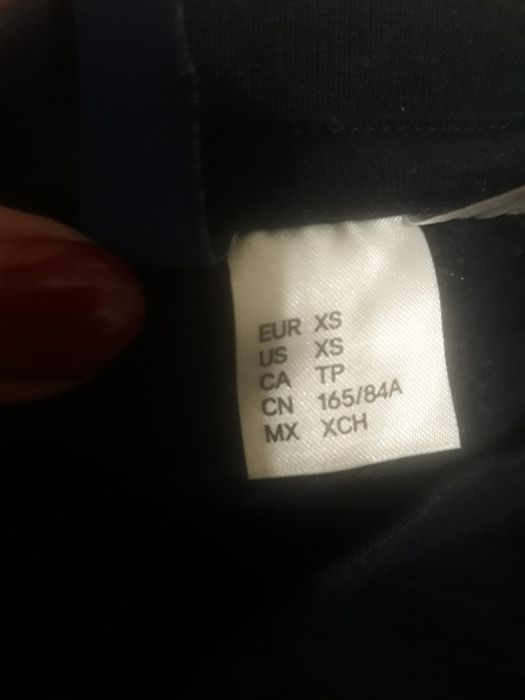 EUR XS
US XS
CA TP
CN 165/84A
MX XCH